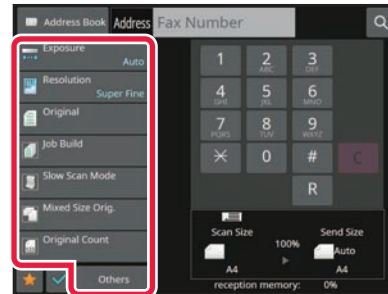 Address Book Address Fax Number
Exposure
Auto
Resolution
Super Fine
Original
Job Build
Slow Scan Mode
Mixed Size Orig.
Original Count
Others
1 2 3
ABC DEF
4 5 6
GHI JKL MNO
7 8 9
PQRS TUV WXYZ
0 #
C
R
Scan Size Send Size
100%
Auto
A4 A4
reception memory: 0%